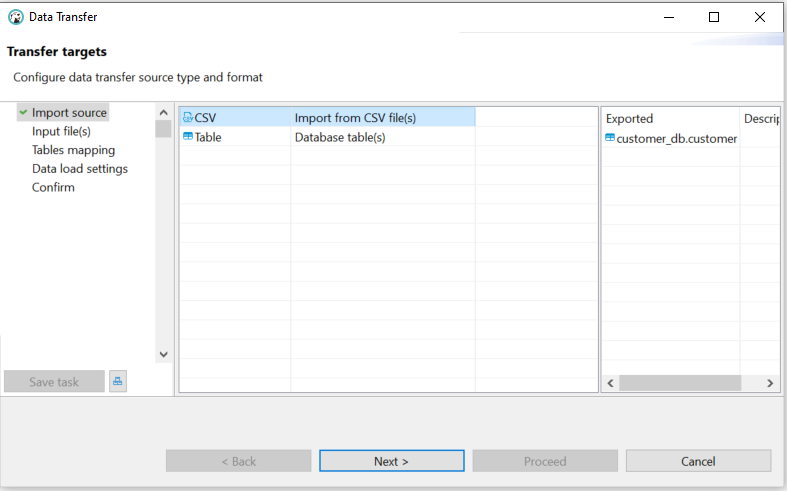 Data Transfer
Transfer targets
Configure data transfer source type and format
Import source
Input file(s)
Tables mapping
Data load settings
Confirm
CSV Import from CSV file(s)
Table Database table(s)
Exported Descrip
customer_db.customer
Save task
< Back Next > Proceed Cancel